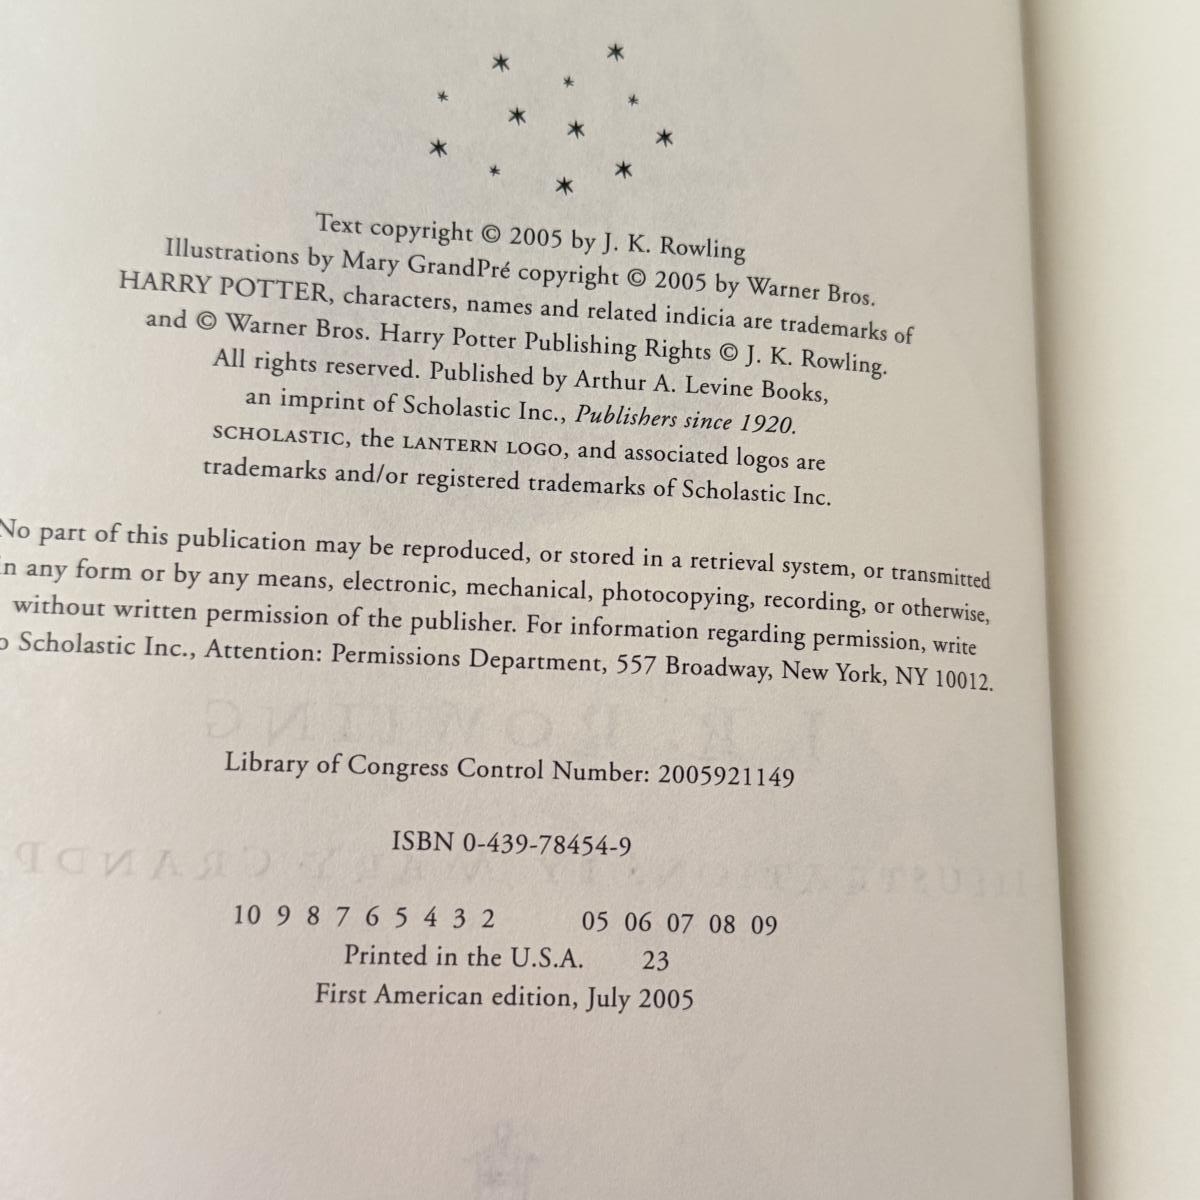 Text copyright © 2005 by J. K. Rowling
Illustrations by Mary GrandPré copyright © 2005 by Warner Bros.
HARRY POTTER, characters, names and related indicia are trademarks of
and © Warner Bros. Harry Potter Publishing Rights © J. K. Rowling.
All rights reserved. Published by Arthur A. Levine Books,
an imprint of Scholastic Inc., Publishers since 1920.
SCHOLASTIC, the LANTERN LOGO, and associated logos are
trademarks and/or registered trademarks of Scholastic Inc.
No part of this publication may be reproduced, or stored in a retrieval system, or transmitted
in any form or by any means, electronic, mechanical, photocopying, recording, or otherwise,
without written permission of the publisher. For information regarding permission, write
o Scholastic Inc., Attention: Permissions Department, 557 Broadway, New York, NY 10012.
Library of Congress Control Number: 2005921149
ISBN 0-439-78454-9
10 9 8 7 6 5 4 3 2 05 06 07 08 09
Printed in the U.S.A. 23
First American edition, July 2005